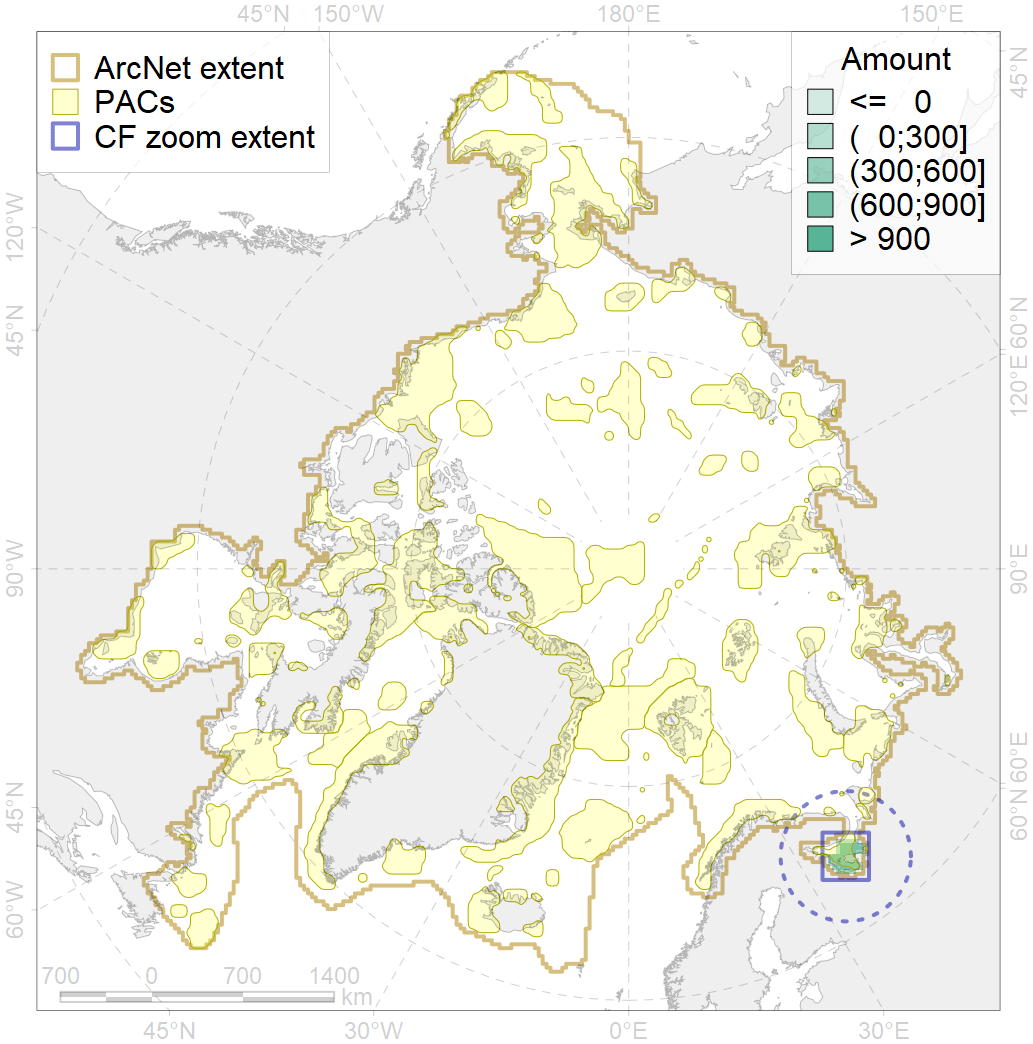 45°N 150°W 180°E 150°E
ArcNet extent
PACs
CF zoom extent
Amount
<= 0
( 0;300]
(300;600]
(600;900]
> 900
45°N
120°W
45°N
60°N
120°E
90°W
90°E
60°E
45°N
60°N
60°W
700 0 700 1400
km
45°N 30°W 0°E 30°E